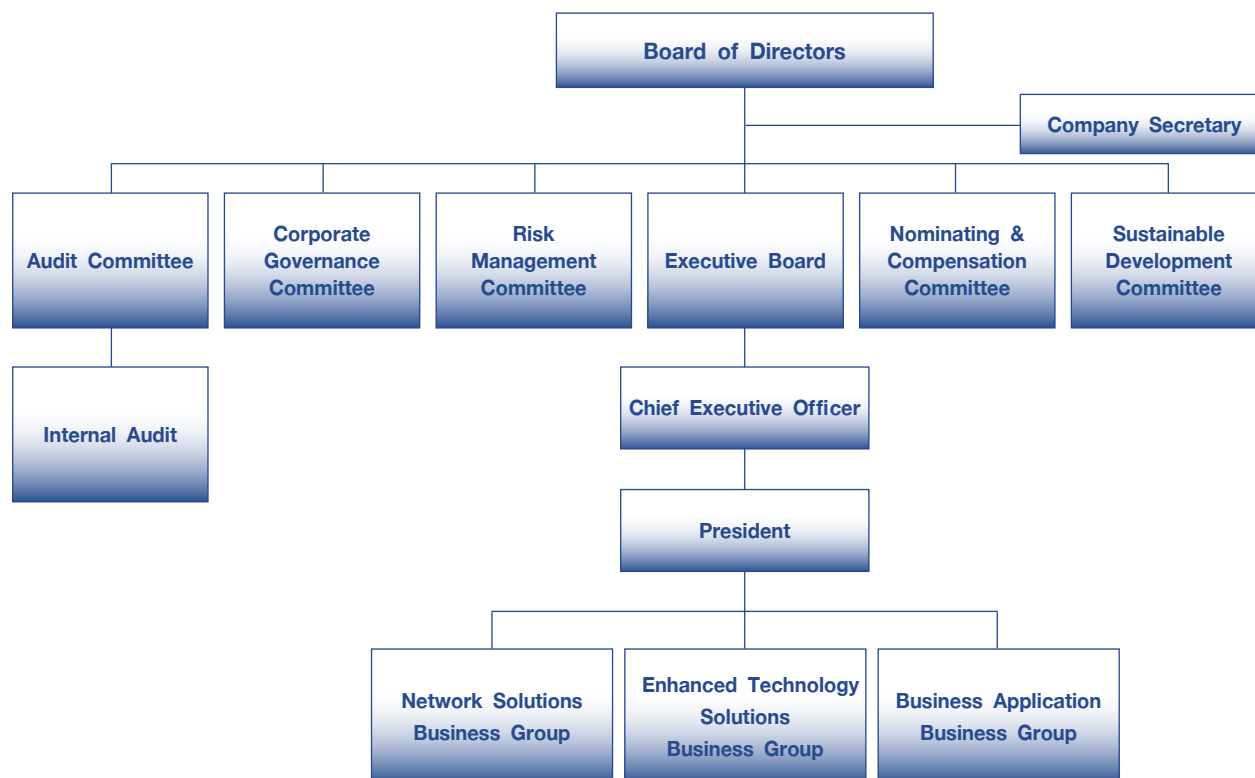 Board of Directors
Company Secretary
Audit Committee
Corporate
Governance
Committee
Risk
Management
Committee
Executive Board
Nominating &
Compensation
Committee
Sustainable
Development
Committee
Internal Audit
Chief Executive Officer
President
Network Solutions
Business Group
Enhanced Technology
Solutions
Business Group
Business Application
Business Group